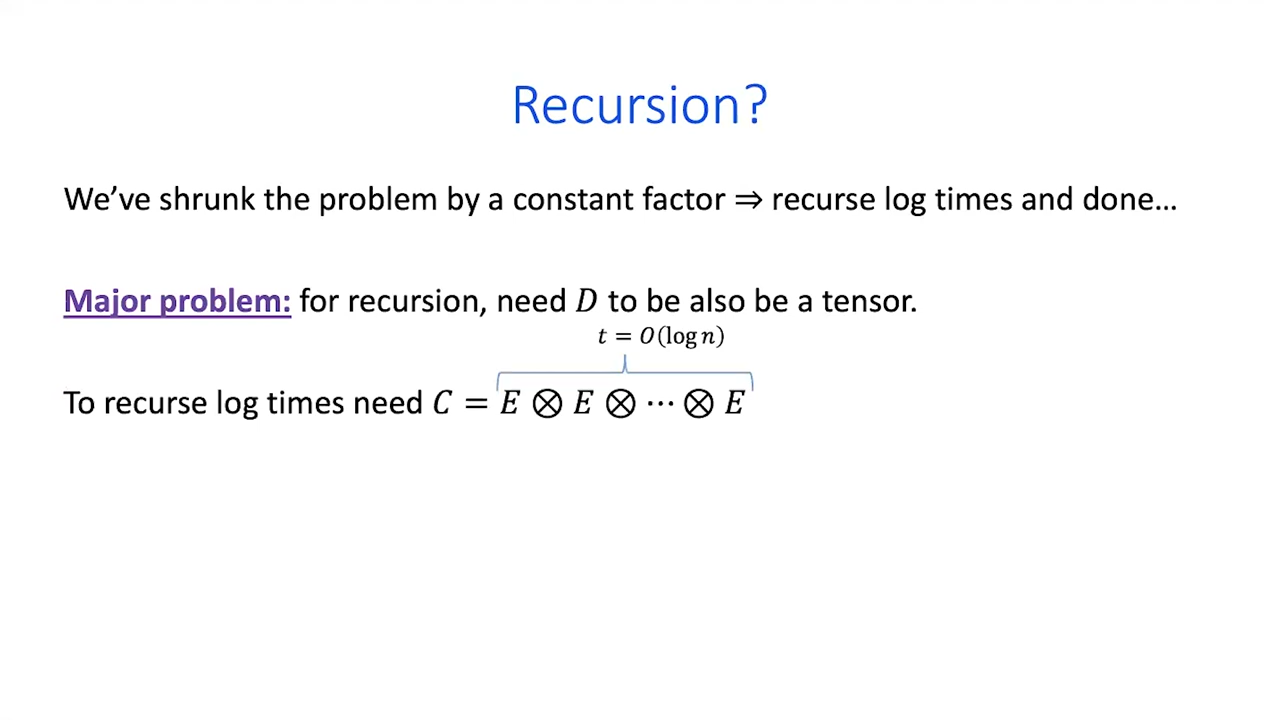 Recursion?
We’ve shrunk the problem by a constant factor ⇒ recurse log times and done…
Major problem: for recursion, need D to be also be a tensor.
t = O(log n)
To recurse log times need C = E ⊗ E ⊗ ⋯ ⊗ E